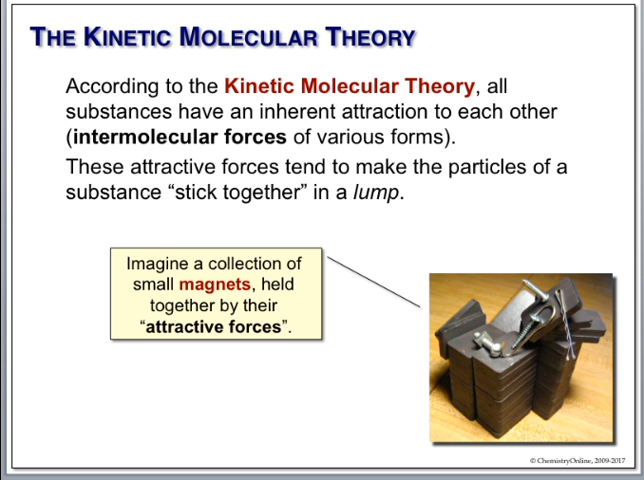 THE KINETIC MOLECULAR THEORY
According to the Kinetic Molecular Theory, all
substances have an inherent attraction to each other
(intermolecular forces of various forms).
These attractive forces tend to make the particles of a
substance “stick together” in a lump.
Imagine a collection of
small magnets, held
together by their
“attractive forces”.
© ChemistryOnline, 2009-2017